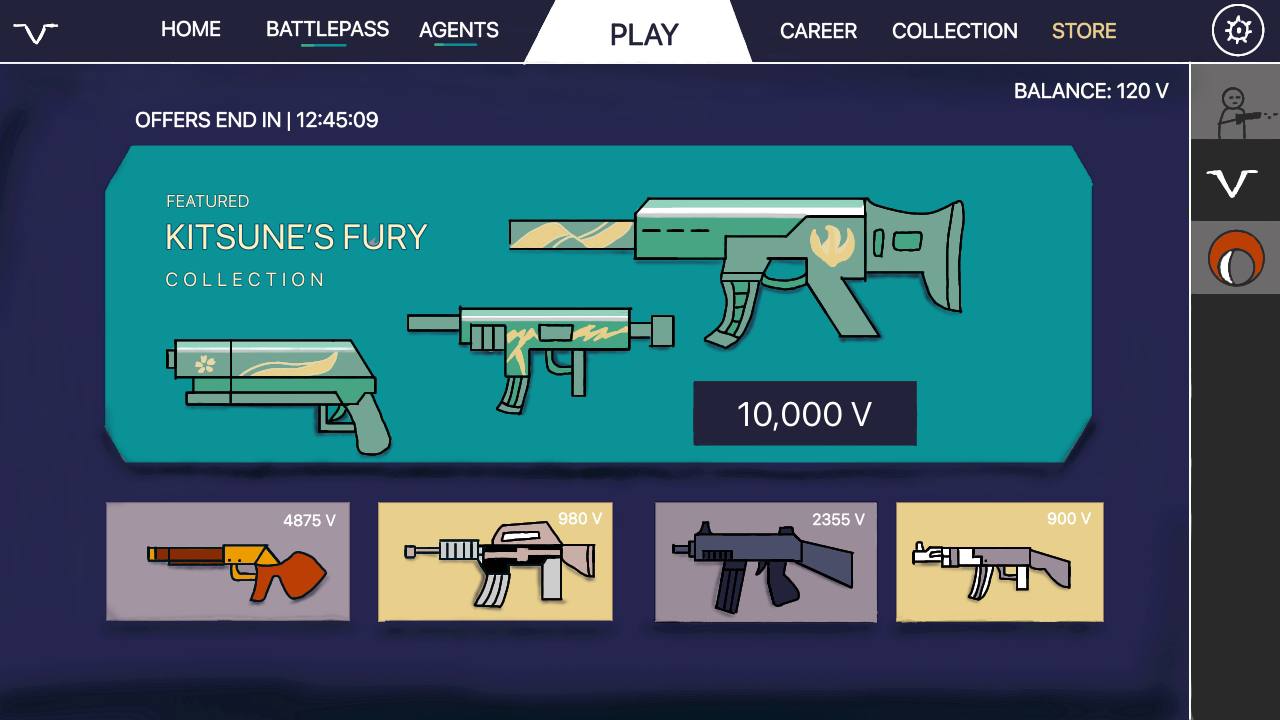 HOME BATTLEPASS AGENTS PLAY CAREER COLLECTION STORE
BALANCE: 120 V
OFFERS END IN | 12:45:09
FEATURED
KITSUNE'S FURY
COLLECTION
10,000 V
4875 V
980 V
2355 V
900 V